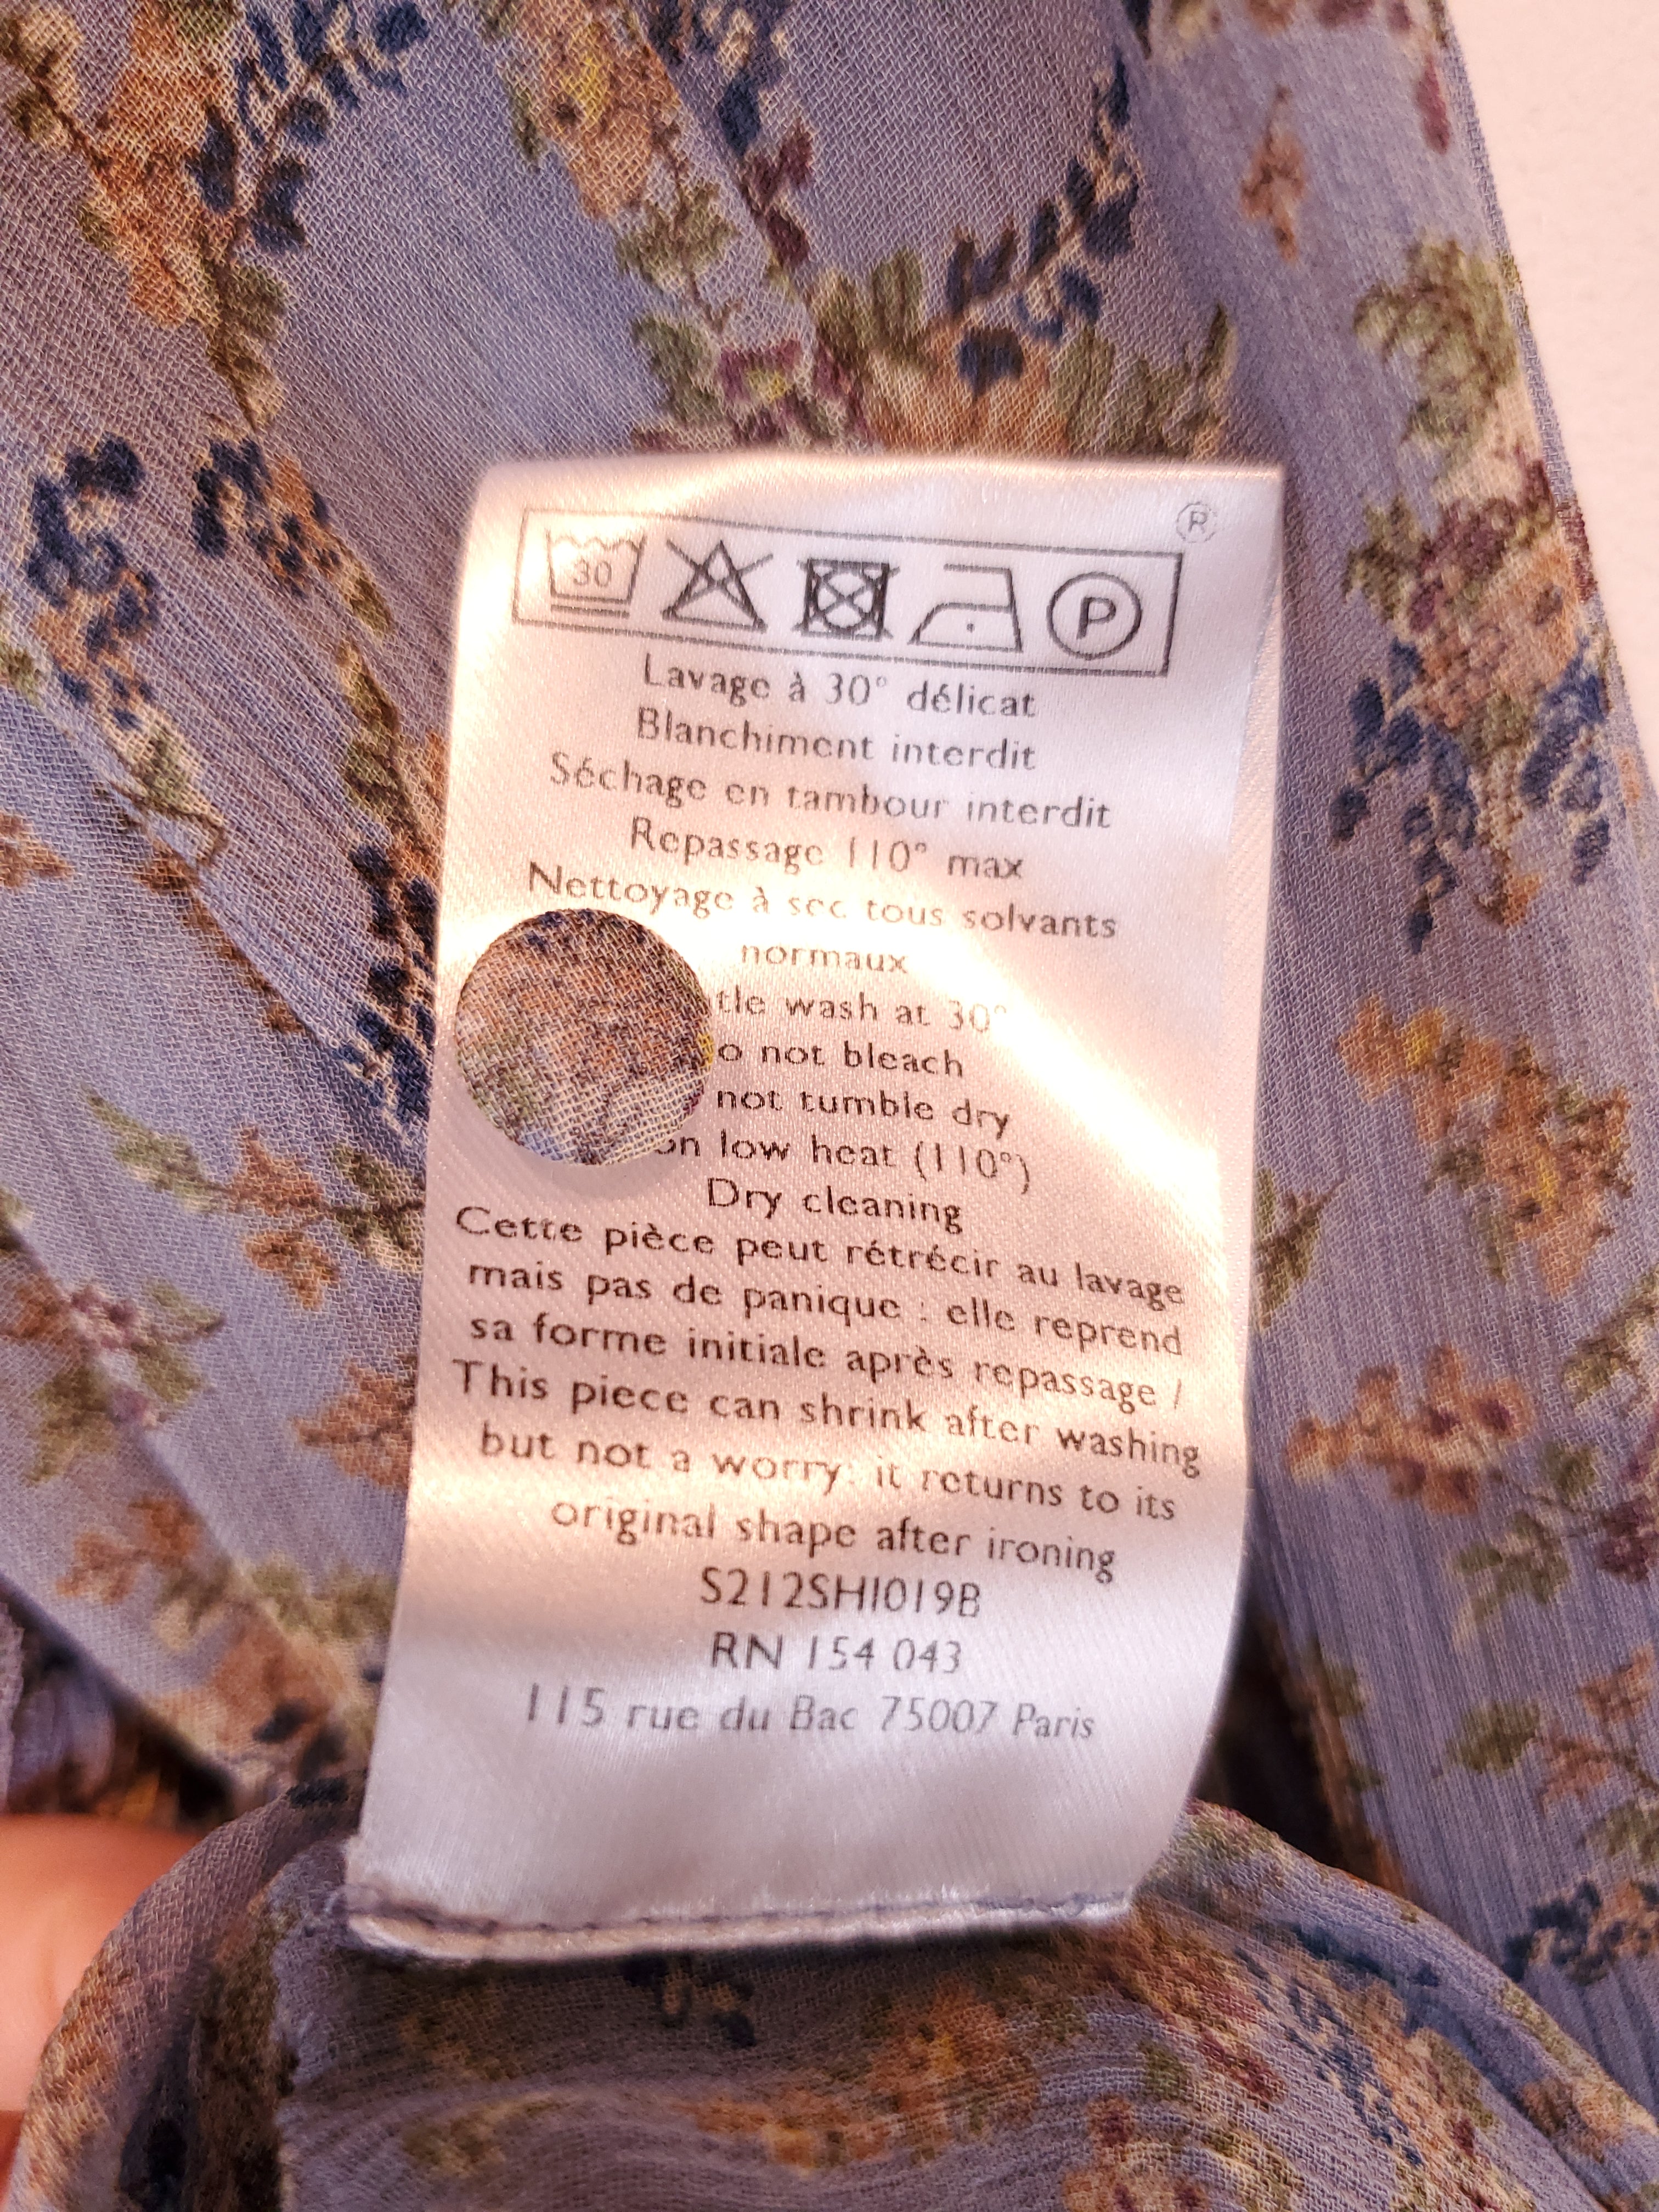 ®
30
P
Lavage à 30° délicat
Blanchiment interdit
Séchage en tambour interdit
Repassage 110° max
Nettoyage à sec tous solvants
normaux
tle wash at 30°
o not bleach
not tumble dry
on low heat (110°)
Dry cleaning
Cette pièce peut rétrécir au lavage
mais pas de panique : elle reprend
sa forme initiale après repassage /
This piece can shrink after washing
but not a worry: it returns to its
original shape after ironing
S212SHI019B
RN 154 043
115 rue du Bac 75007 Paris